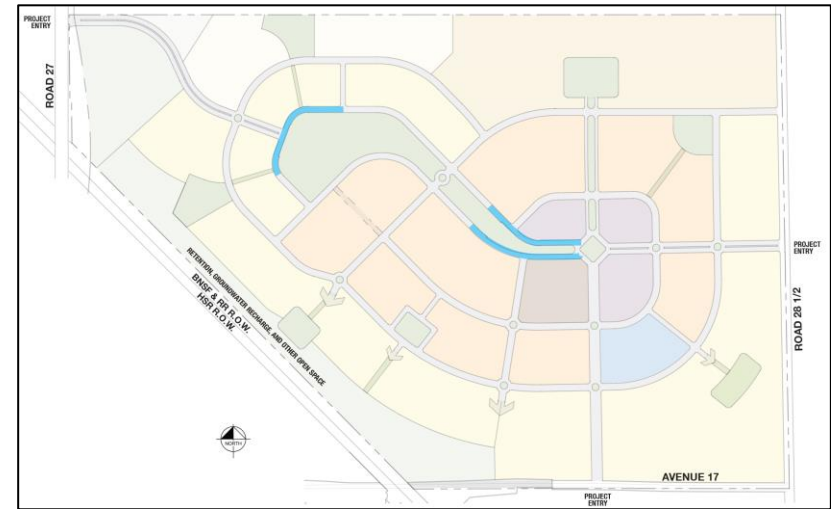 PROJECT
ENTRY
ROAD 27
PROJECT
ENTRY
ROAD 28 1/2
RETENTION, GROUNDWATER RECHARGE, AND OTHER OPEN SPACE
BNSF & RR R.O.W.
HSR R.O.W.
NORTH
AVENUE 17
PROJECT
ENTRY